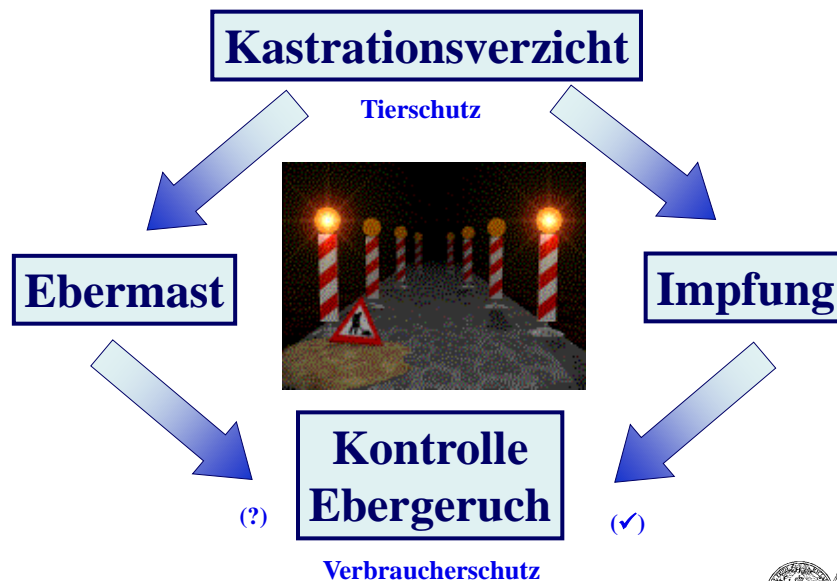 Kastrationsverzicht
Tierschutz
Ebermast
Impfung
Kontrolle
Ebergeruch
(?)
(✓)
Verbraucherschutz